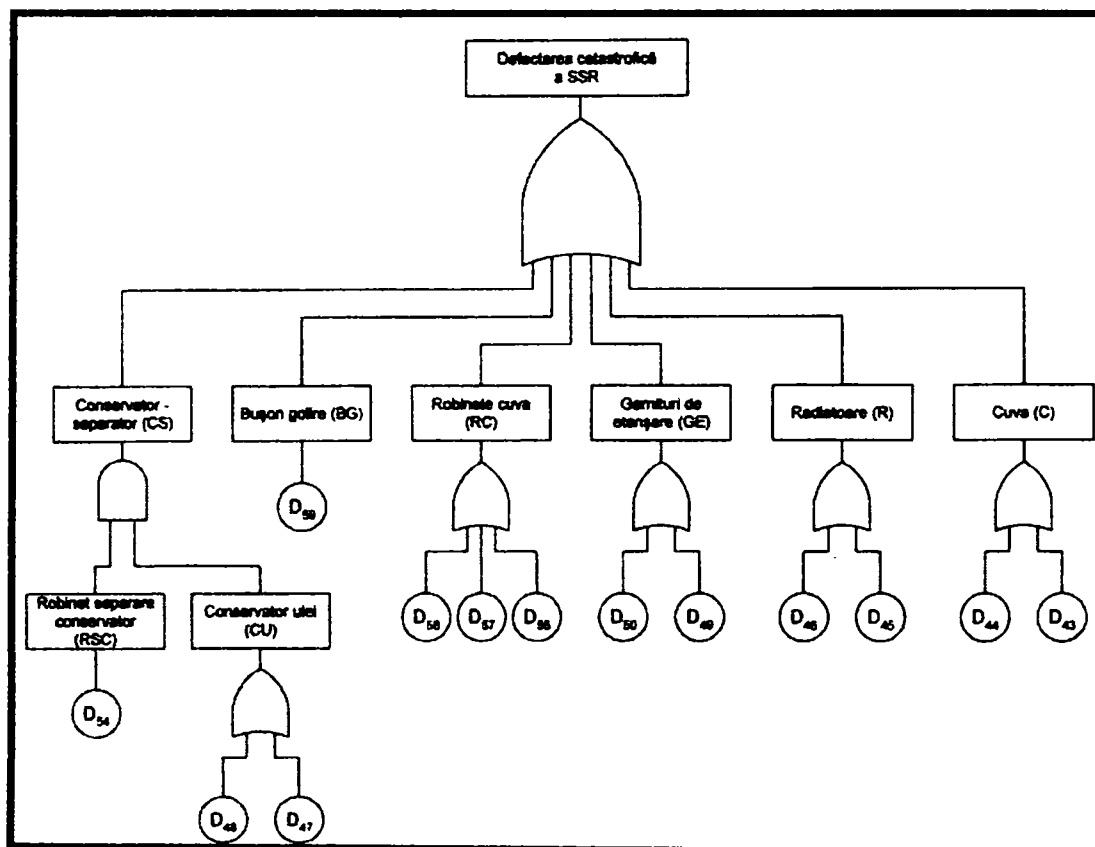 Defectarea catastrofică
a SSR
Conservator -
separator (CS)
Buşon golire (BG)
Robinete cuva
(RC)
Garnituri de
etanşare (GE)
Radiatoare (R)
Cuva (C)
D59
D58
D57
D56
D50
D49
D46
D45
D44
D43
Robinet separare
conservator
(RSC)
Conservator ulei
(CU)
D54
D48
D47